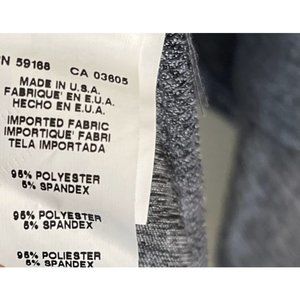 N 59168 CA 03605
MADE IN U.S.A.
FABRIQUE' EN E.U.A.
HECHO EN E.U.A.
IMPORTED FABRIC
IMPORTIQUE' FABRI
TELA IMPORTADA
95% POLYESTER
5% SPANDEX
95% POLYESTER
5% SPANDEX
95% POLIESTER
5% SPANDEX